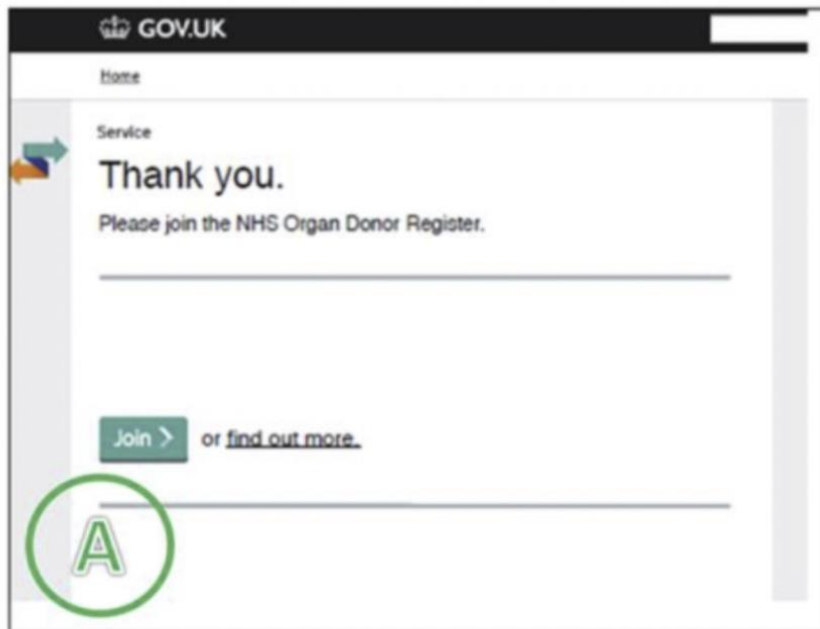 GOV.UK
Home
Service
Thank you.
Please join the NHS Organ Donor Register.
Join > or find out more.
A